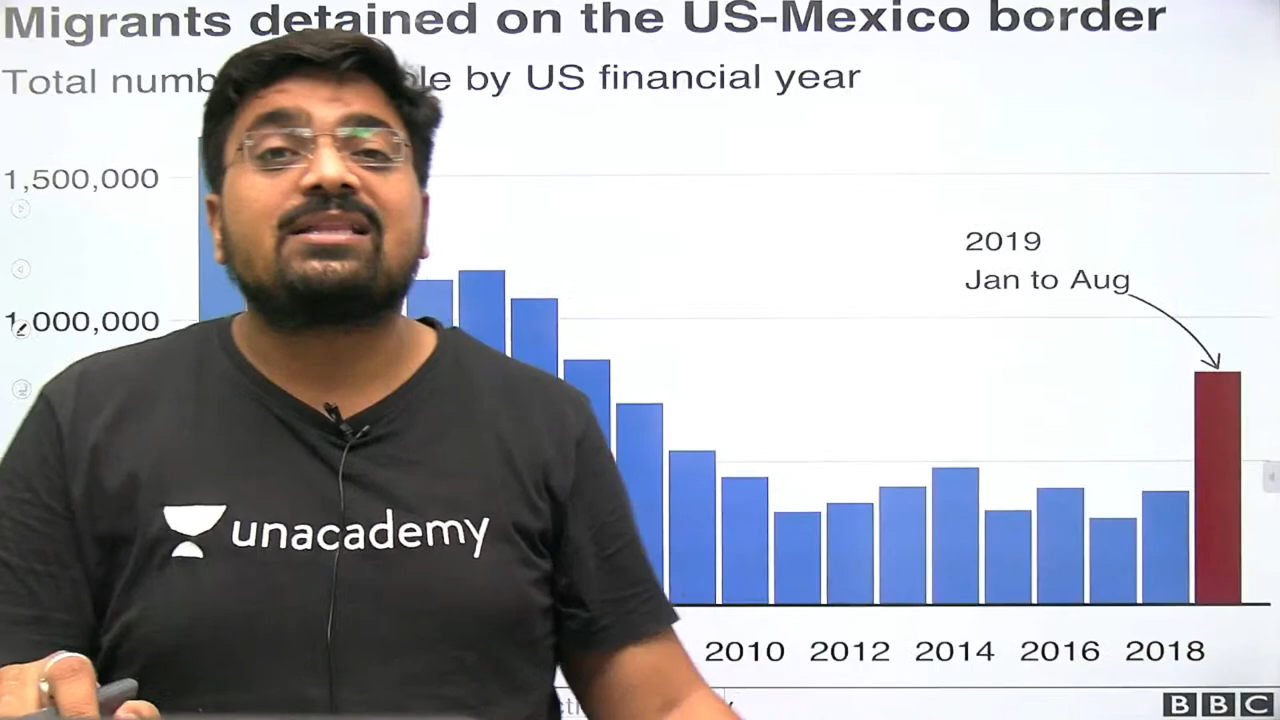 Migrants detained on the US-Mexico border
Total numb ple by US financial year
1,500,000
2019
Jan to Aug
1,000,000
unacademy
2010 2012 2014 2016 2018
BBC